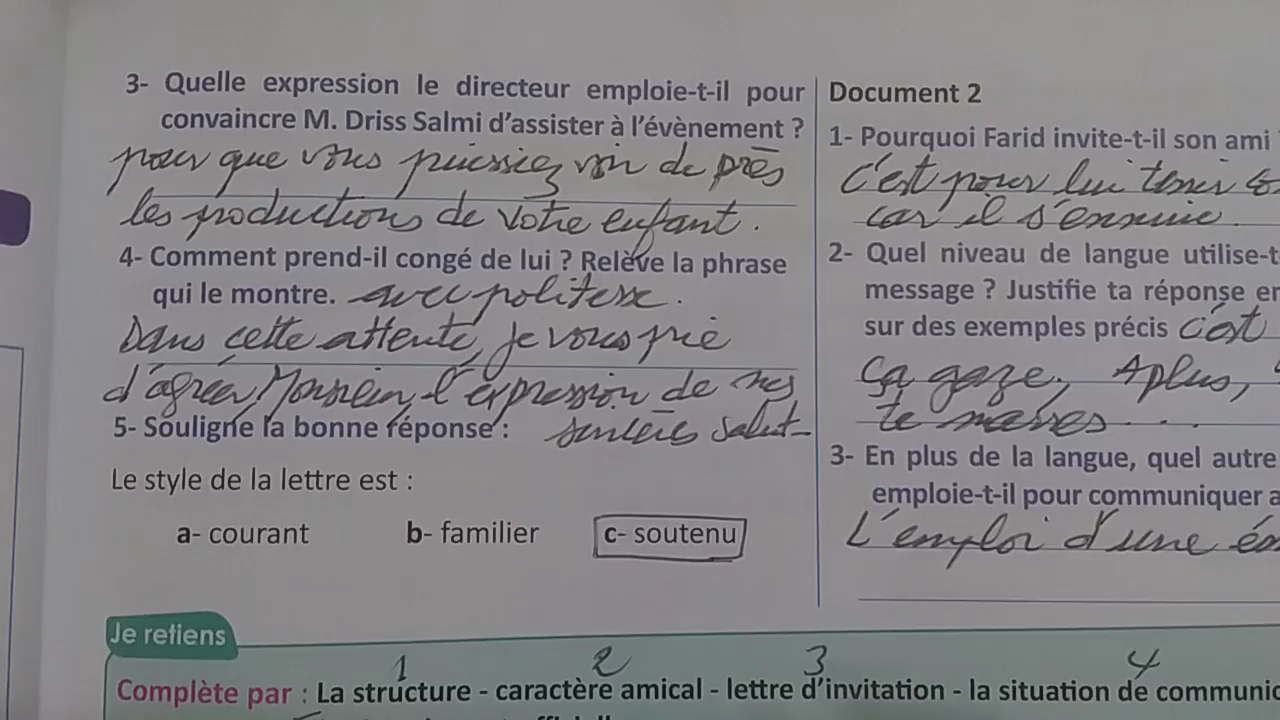 3- Quelle expression le directeur emploie-t-il pour
convaincre M. Driss Salmi d'assister à l'évènement ?
pour que vous puissiez voir de près
les productions de votre enfant.
4- Comment prend-il congé de lui ? Relève la phrase
qui le montre. avec politesse.
Dans cette attente, je vous prie
d'agréer, Monsieur, l'expression de mes
5- Souligne la bonne réponse : sincères salut-
Le style de la lettre est :
a- courant b- familier c- soutenu
Document 2
1- Pourquoi Farid invite-t-il son ami
c'est pour lui tenir
car il s'ennuie.
2- Quel niveau de langue utilise-t
message ? Justifie ta réponse en
sur des exemples précis c'est
ça gaze, A plus,
te marres . . .
3- En plus de la langue, quel autre
emploie-t-il pour communiquer a
L'emploi d'une ém
Je retiens
1 2 3 4
Complète par : La structure - caractère amical - lettre d'invitation - la situation de communic